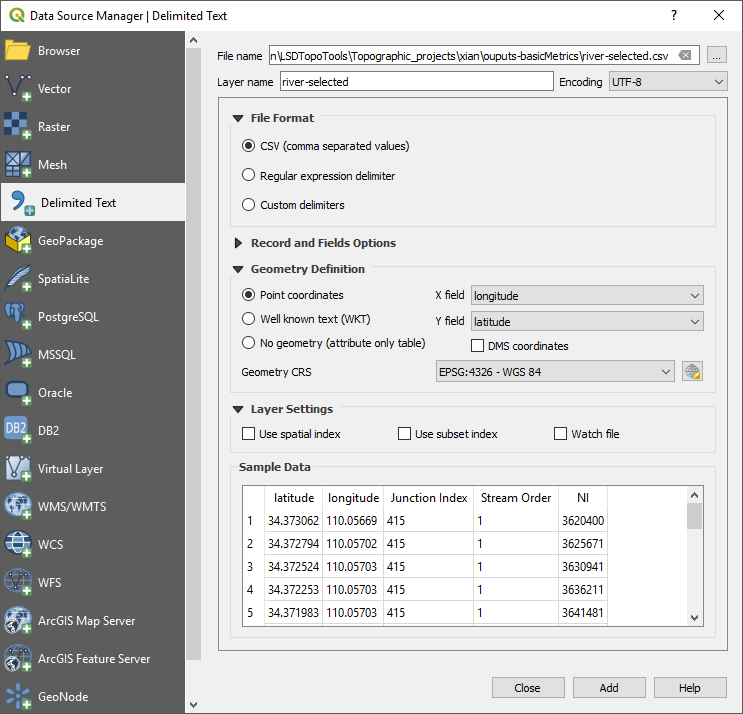 Data Source Manager | Delimited Text
? 
Browser
Vector
Raster
Mesh
Delimited Text
GeoPackage
SpatiaLite
PostgreSQL
MSSQL
Oracle
DB2
DB2
Virtual Layer
WMS/WMTS
WCS
WFS
ArcGIS Map Server
ArcGIS Feature Server
GeoNode
File name n\LSDTopoTools\Topographic_projects\xian\ouputs-basicMetrics\river-selected.csv ...
Layer name river-selected Encoding UTF-8
File Format
CSV (comma separated values)
Regular expression delimiter
Custom delimiters
Record and Fields Options
Geometry Definition
Point coordinates X field longitude
Well known text (WKT) Y field latitude
No geometry (attribute only table) DMS coordinates
Geometry CRS EPSG:4326 - WGS 84
Layer Settings
Use spatial index Use subset index Watch file
Sample Data
latitude longitude Junction Index Stream Order NI
1 34.373062 110.05669 415 1 3620400
2 34.372794 110.05702 415 1 3625671
3 34.372524 110.05703 415 1 3630941
4 34.372253 110.05703 415 1 3636211
5 34.371983 110.05703 415 1 3641481
Close Add Help